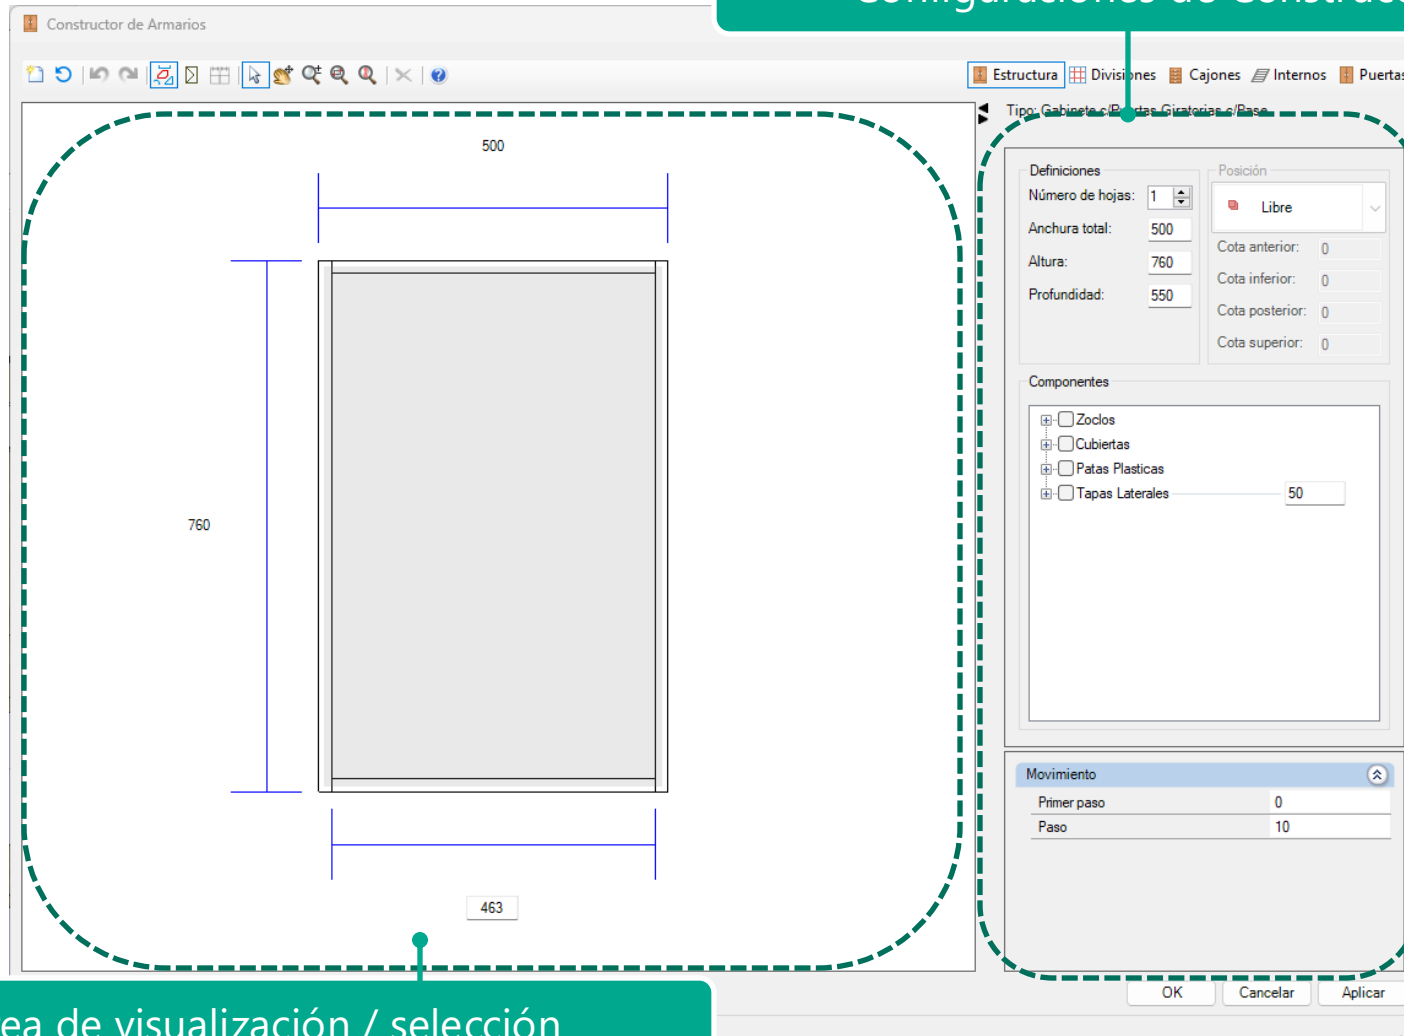 Constructor de Armarios
Estructura Divisiones Cajones Internos Puertas
Tipo: Gabinete c/Puertas Giratorias c/Base
500
760
463
Definiciones
Número de hojas: 1
Anchura total: 500
Altura: 760
Profundidad: 550
Posición
Libre
Cota anterior: 0
Cota inferior: 0
Cota posterior: 0
Cota superior: 0
Componentes
Zoclos
Cubiertas
Patas Plasticas
Tapas Laterales 50
Movimiento
Primer paso 0
Paso 10
OK Cancelar Aplicar
de visualización / selección